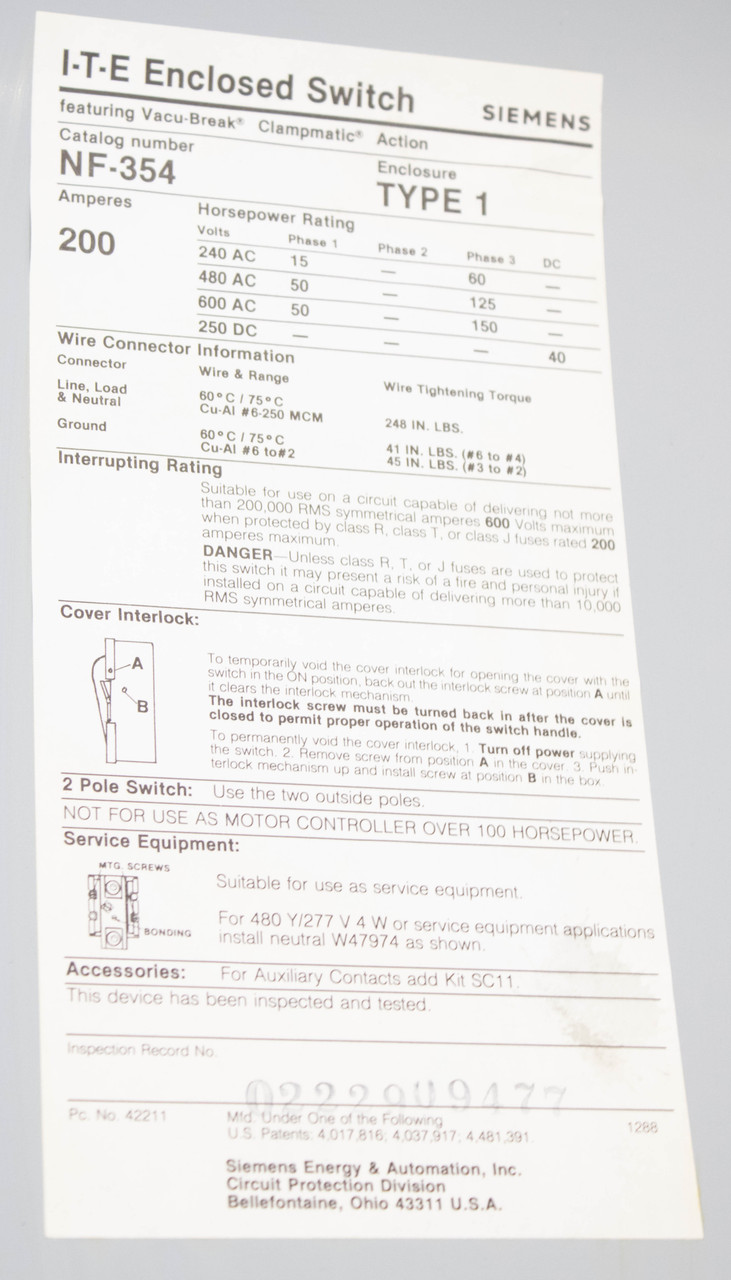 I-T-E Enclosed Switch SIEMENS
featuring Vacu-Break® Clampmatic® Action
Catalog number
NF-354
Enclosure
TYPE 1
Amperes
200
Horsepower Rating
Volts Phase 1 Phase 2 Phase 3 DC
240 AC 15 — 60 —
480 AC 50 — 125 —
600 AC 50 — 150 —
250 DC — — — 40
Wire Connector Information
Connector Wire & Range Wire Tightening Torque
Line, Load
& Neutral
60°C / 75°C
Cu-Al #6-250 MCM
248 IN. LBS.
Ground
60°C / 75°C
Cu-Al #6 to#2
41 IN. LBS. (#6 to #4)
45 IN. LBS. (#3 to #2)
Interrupting Rating
Suitable for use on a circuit capable of delivering not more
than 200,000 RMS symmetrical amperes 600 Volts maximum
when protected by class R, class T, or class J fuses rated 200
amperes maximum.
DANGER—Unless class R, T, or J fuses are used to protect
this switch it may present a risk of a fire and personal injury if
installed on a circuit capable of delivering more than 10,000
RMS symmetrical amperes.
Cover Interlock:
A
B
To temporarily void the cover interlock for opening the cover with the
switch in the ON position, back out the interlock screw at position A until
it clears the interlock mechanism.
The interlock screw must be turned back in after the cover is
closed to permit proper operation of the switch handle.
To permanently void the cover interlock, 1. Turn off power supplying
the switch. 2. Remove screw from position A in the cover. 3. Push in-
terlock mechanism up and install screw at position B in the box.
2 Pole Switch: Use the two outside poles.
NOT FOR USE AS MOTOR CONTROLLER OVER 100 HORSEPOWER.
Service Equipment:
MTG. SCREWS
BONDING
Suitable for use as service equipment.
For 480 Y/277 V 4 W or service equipment applications
install neutral W47974 as shown.
Accessories: For Auxiliary Contacts add Kit SC11.
This device has been inspected and tested.
Inspection Record No.
Pc. No. 42211
Mfd. Under One of the Following
U.S. Patents: 4,017,816; 4,037,917; 4,481,391.
1288
Siemens Energy & Automation, Inc.
Circuit Protection Division
Bellefontaine, Ohio 43311 U.S.A.